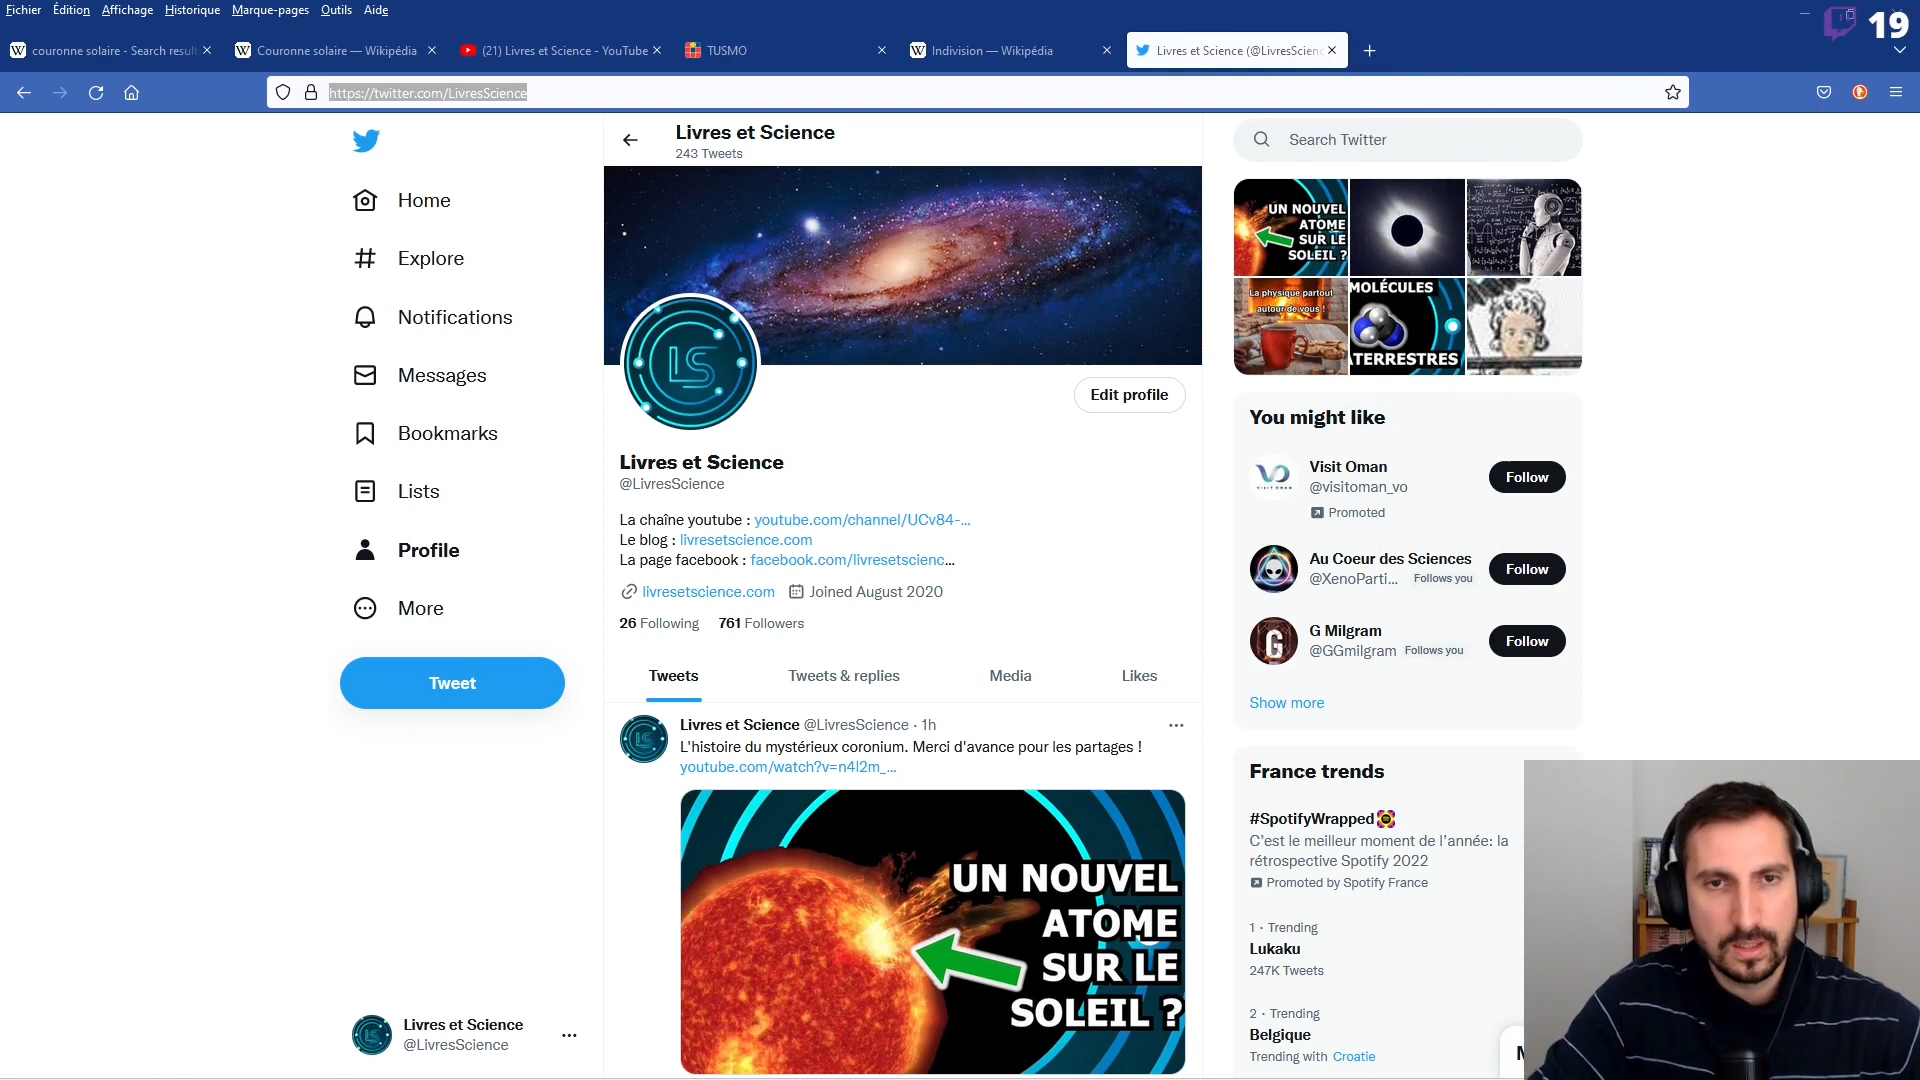 Fichier Édition Affichage Historique Marque-pages Outils Aide
19
couronne solaire - Search resul
Couronne solaire — Wikipédia
(21) Livres et Science - YouTube
TUSMO
Indivision — Wikipédia
Livres et Science (@LivresScienc
https://twitter.com/LivresScience
Livres et Science
243 Tweets
Search Twitter
Home
Explore
Notifications
Messages
Bookmarks
Lists
Profile
More
Tweet
Livres et Science
@LivresScience
LS
Edit profile
Livres et Science
@LivresScience
La chaîne youtube : youtube.com/channel/UCv84-…
Le blog : livresetscience.com
La page facebook : facebook.com/livresetscienc…
livresetscience.com Joined August 2020
26 Following 761 Followers
Tweets Tweets & replies Media Likes
Livres et Science @LivresScience · 1h
L'histoire du mystérieux coronium. Merci d'avance pour les partages !
youtube.com/watch?v=n4l2m_…
UN NOUVEL
ATOME
SUR LE
SOLEIL ?
UN NOUVEL
ATOME
SUR LE
SOLEIL ?
La physique partout
autour de vous !
MOLÉCULES
TERRESTRES
You might like
Visit Oman
@visitoman_vo
Promoted
Follow
VISIT OMAN
Au Coeur des Sciences
@XenoParti... Follows you
Follow
G Milgram
@GGmilgram Follows you
Follow
G
Show more
France trends
#SpotifyWrapped
C’est le meilleur moment de l’année: la
rétrospective Spotify 2022
Promoted by Spotify France
1 · Trending
Lukaku
247K Tweets
2 · Trending
Belgique
Trending with Croatie